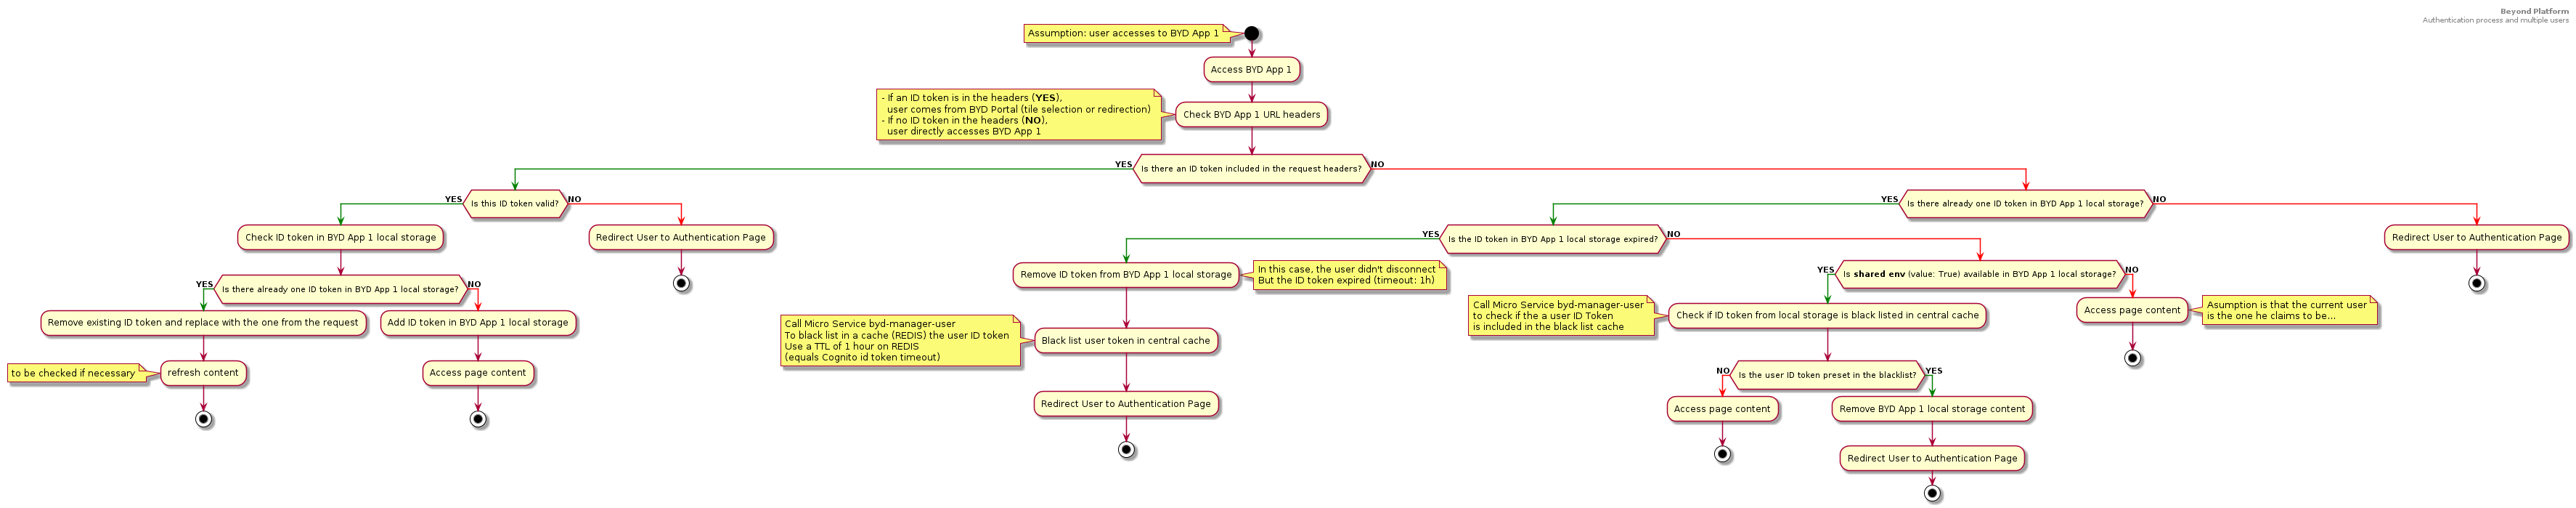 Beyond Platform
Authentication process and multiple users
Assumption: user accesses to BYD App 1
Access BYD App 1
- If an ID token is in the headers (YES),
user comes from BYD Portal (tile selection or redirection)
- If no ID token in the headers (NO),
user directly accesses BYD App 1
Check BYD App 1 URL headers
YES
Is there an ID token included in the request headers?
NO
YES
Is this ID token valid?
NO
Check ID token in BYD App 1 local storage
YES
Is there already one ID token in BYD App 1 local storage?
NO
Remove existing ID token and replace with the one from the request
to be checked if necessary
refresh content
Add ID token in BYD App 1 local storage
Access page content
Redirect User to Authentication Page
YES
Is there already one ID token in BYD App 1 local storage?
NO
YES
Is the ID token in BYD App 1 local storage expired?
NO
Remove ID token from BYD App 1 local storage
In this case, the user didn't disconnect
But the ID token expired (timeout: 1h)
Call Micro Service byd-manager-user
To black list in a cache (REDIS) the user ID token
Use a TTL of 1 hour on REDIS
(equals Cognito id token timeout)
Black list user token in central cache
Redirect User to Authentication Page
YES
Is shared env (value: True) available in BYD App 1 local storage?
NO
Call Micro Service byd-manager-user
to check if the a user ID Token
is included in the black list cache
Check if ID token from local storage is black listed in central cache
NO
Is the user ID token preset in the blacklist?
YES
Access page content
Remove BYD App 1 local storage content
Redirect User to Authentication Page
Access page content
Asumption is that the current user
is the one he claims to be...
Redirect User to Authentication Page